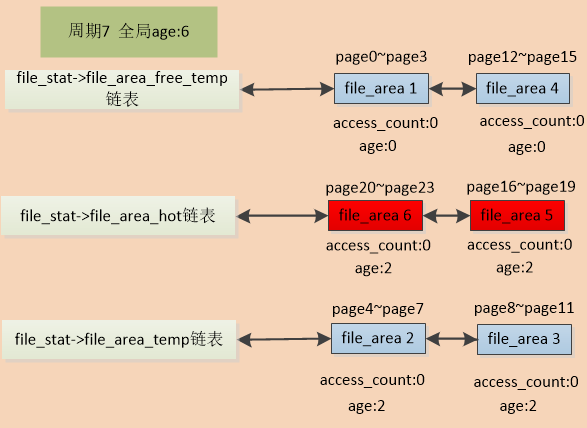 周期7 全局age:6
page0~page3
page12~page15
file_stat->file_area_free_temp
链表
file_area 1
file_area 4
access_count:0
access_count:0
age:0
age:0
page20~page23
page16~page19
file_stat->file_area_hot链表
file_area 6
file_area 5
access_count:0
access_count:0
age:2
age:2
page4~page7
page8~page11
file_stat->file_area_temp链表
file_area 2
file_area 3
access_count:0
access_count:0
age:2
age:2